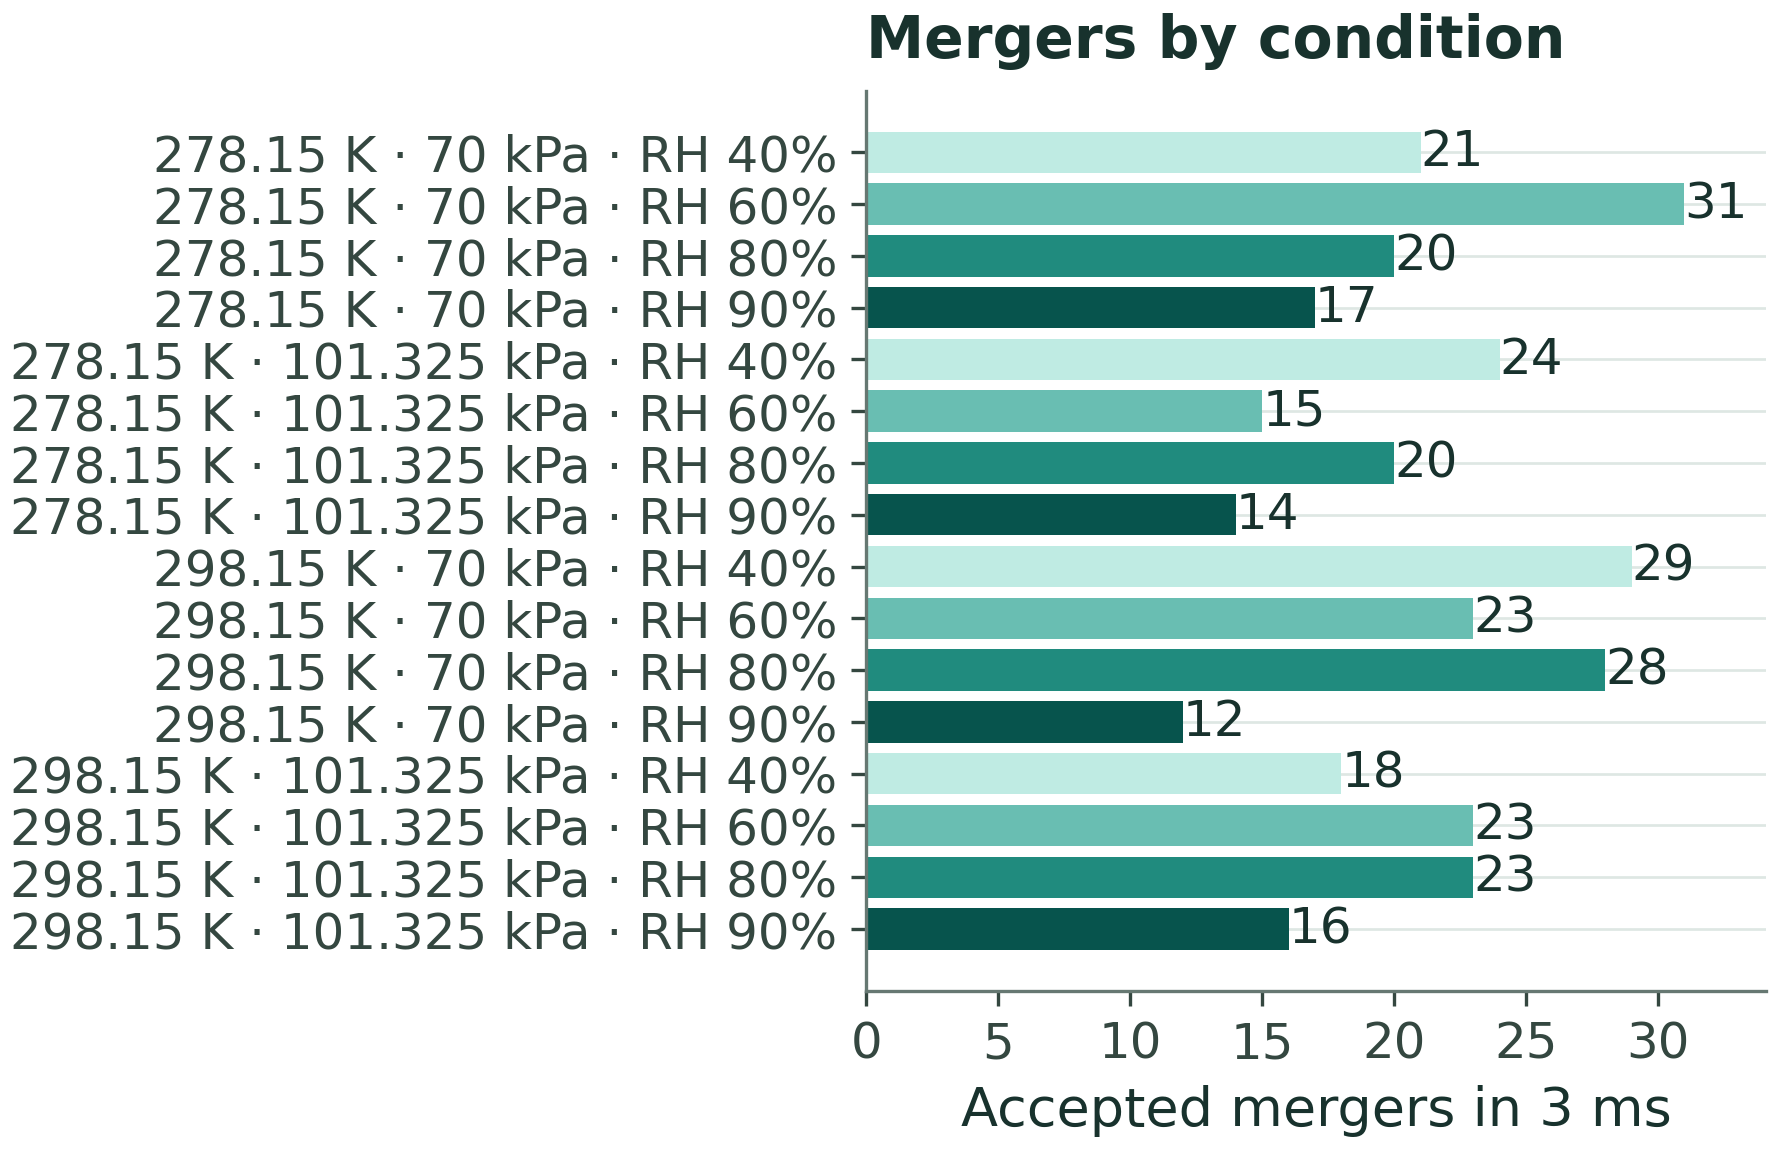 Mergers by condition
278.15 K · 70 kPa · RH 40% 21
278.15 K · 70 kPa · RH 60% 31
278.15 K · 70 kPa · RH 80% 20
278.15 K · 70 kPa · RH 90% 17
278.15 K · 101.325 kPa · RH 40% 24
278.15 K · 101.325 kPa · RH 60% 15
278.15 K · 101.325 kPa · RH 80% 20
278.15 K · 101.325 kPa · RH 90% 14
298.15 K · 70 kPa · RH 40% 29
298.15 K · 70 kPa · RH 60% 23
298.15 K · 70 kPa · RH 80% 28
298.15 K · 70 kPa · RH 90% 12
298.15 K · 101.325 kPa · RH 40% 18
298.15 K · 101.325 kPa · RH 60% 23
298.15 K · 101.325 kPa · RH 80% 23
298.15 K · 101.325 kPa · RH 90% 16
0 5 10 15 20 25 30
Accepted mergers in 3 ms